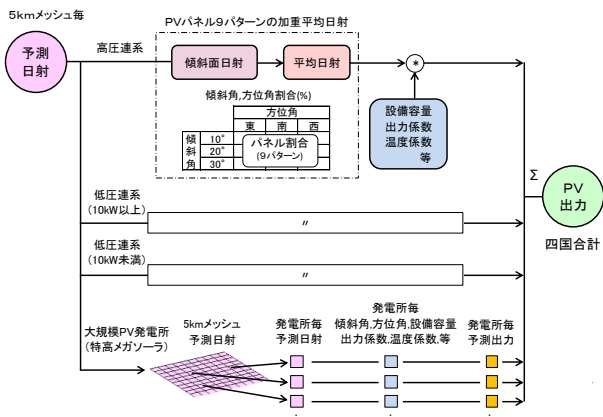 5kmメッシュ毎
予測
日射
高圧連系
PVパネル9パターンの加重平均日射
傾斜面日射
平均日射
*
傾斜角,方位角割合(%)
方位角
東 南 西
傾斜角
10°
20°
30°
パネル割合
(9パターン)
設備容量
出力係数
温度係数
等
Σ
PV
出力
四国合計
低圧連系
(10kW以上)
〃
低圧連系
(10kW未満)
〃
大規模PV発電所
(特高メガソーラ)
5kmメッシュ
予測日射
発電所毎
予測日射
発電所毎
傾斜角,方位角,設備容量
出力係数,温度係数,等
発電所毎
予測出力